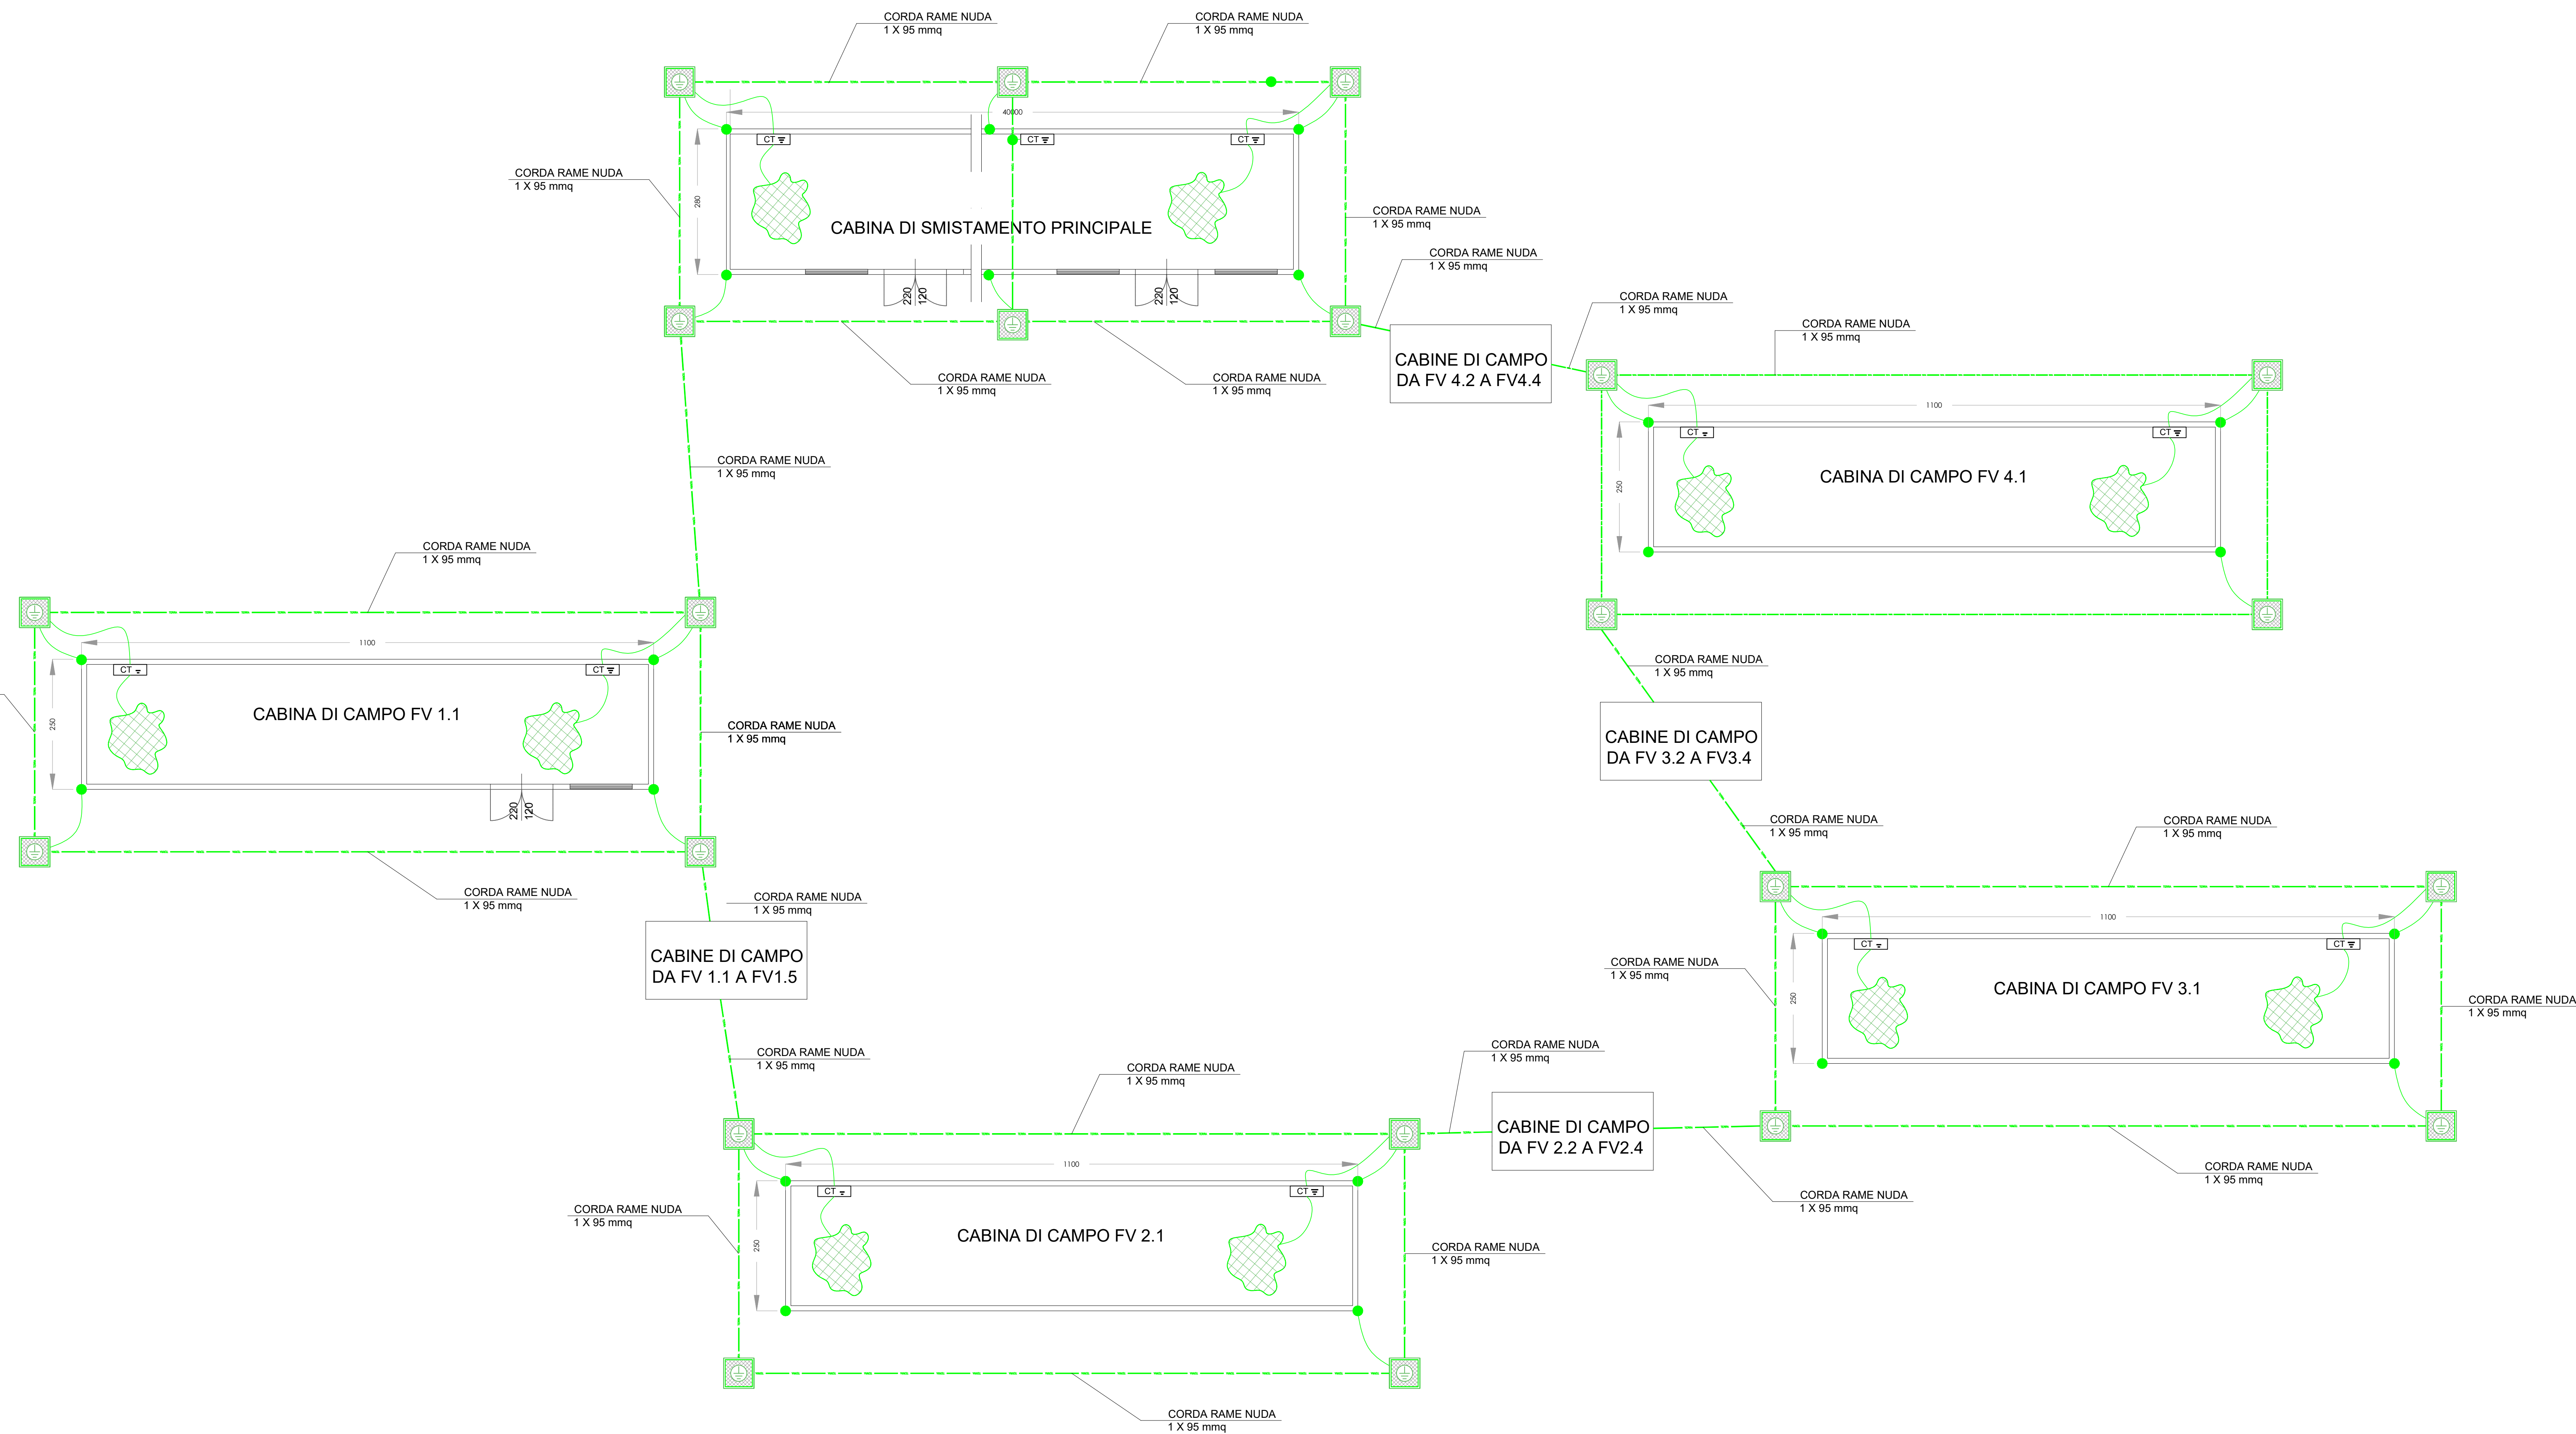 CORDA RAME NUDA
1 X 95 mmq
CORDA RAME NUDA
1 X 95 mmq
40000
CT
CT
CT
CORDA RAME NUDA
1 X 95 mmq
280
CORDA RAME NUDA
1 X 95 mmq
CABINA DI SMISTAMENTO PRINCIPALE
CORDA RAME NUDA
1 X 95 mmq
220
120
220
120
CORDA RAME NUDA
1 X 95 mmq
CORDA RAME NUDA
1 X 95 mmq
CABINE DI CAMPO
DA FV 4.2 A FV4.4
CORDA RAME NUDA
1 X 95 mmq
CORDA RAME NUDA
1 X 95 mmq
1100
CT
CT
250
CABINA DI CAMPO FV 4.1
CORDA RAME NUDA
1 X 95 mmq
CORDA RAME NUDA
1 X 95 mmq
1100
CT
CT
250
CABINA DI CAMPO FV 1.1
220
120
CORDA RAME NUDA
1 X 95 mmq
CORDA RAME NUDA
1 X 95 mmq
CABINE DI CAMPO
DA FV 3.2 A FV3.4
CORDA RAME NUDA
1 X 95 mmq
CORDA RAME NUDA
1 X 95 mmq
CORDA RAME NUDA
1 X 95 mmq
CORDA RAME NUDA
1 X 95 mmq
CABINE DI CAMPO
DA FV 1.1 A FV1.5
1100
CT
CT
CORDA RAME NUDA
1 X 95 mmq
250
CABINA DI CAMPO FV 3.1
CORDA RAME NUDA
1 X 95 mmq
CORDA RAME NUDA
1 X 95 mmq
CORDA RAME NUDA
1 X 95 mmq
CORDA RAME NUDA
1 X 95 mmq
CABINE DI CAMPO
DA FV 2.2 A FV2.4
1100
CT
CT
CORDA RAME NUDA
1 X 95 mmq
CORDA RAME NUDA
1 X 95 mmq
CORDA RAME NUDA
1 X 95 mmq
250
CABINA DI CAMPO FV 2.1
CORDA RAME NUDA
1 X 95 mmq
CORDA RAME NUDA
1 X 95 mmq